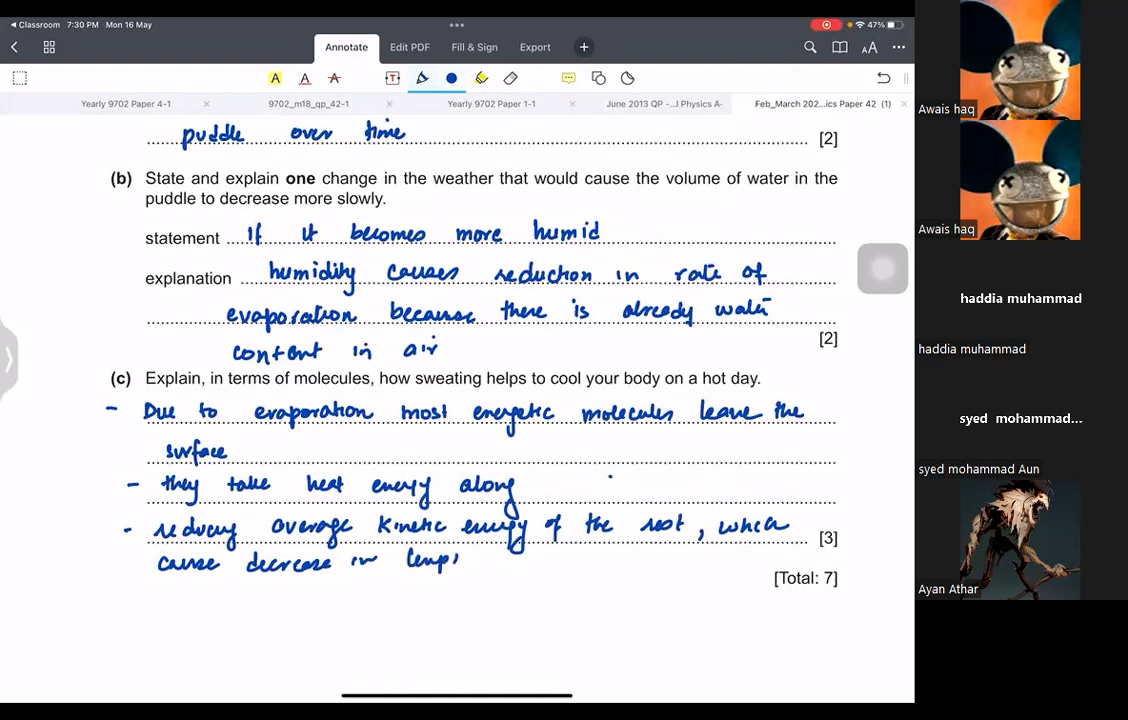 Classroom 7:30 PM Mon 16 May
47%
Annotate Edit PDF Fill & Sign Export
AA
A A A T
Yearly 9702 Paper 4-1 × 9702_m18_qp_42-1 × Yearly 9702 Paper 1-1 × June 2013 QP -...l Physics A- Feb_March 202...ics Paper 42 (1) ×
puddle over time
[2]
(b) State and explain one change in the weather that would cause the volume of water in the
puddle to decrease more slowly.
statement If it becomes more humid
explanation humidity causes reduction in rate of
evaporation because there is already water
[2]
content in air
(c) Explain, in terms of molecules, how sweating helps to cool your body on a hot day.
- Due to evaporation most energetic molecules leave the
surface
- they take heat energy along
- reducing average kinetic energy of the rest, which
[3]
cause decrease in temp.
[Total: 7]
Awais haq
Awais haq
haddia muhammad
haddia muhammad
syed mohammad...
syed mohammad Aun
Ayan Athar